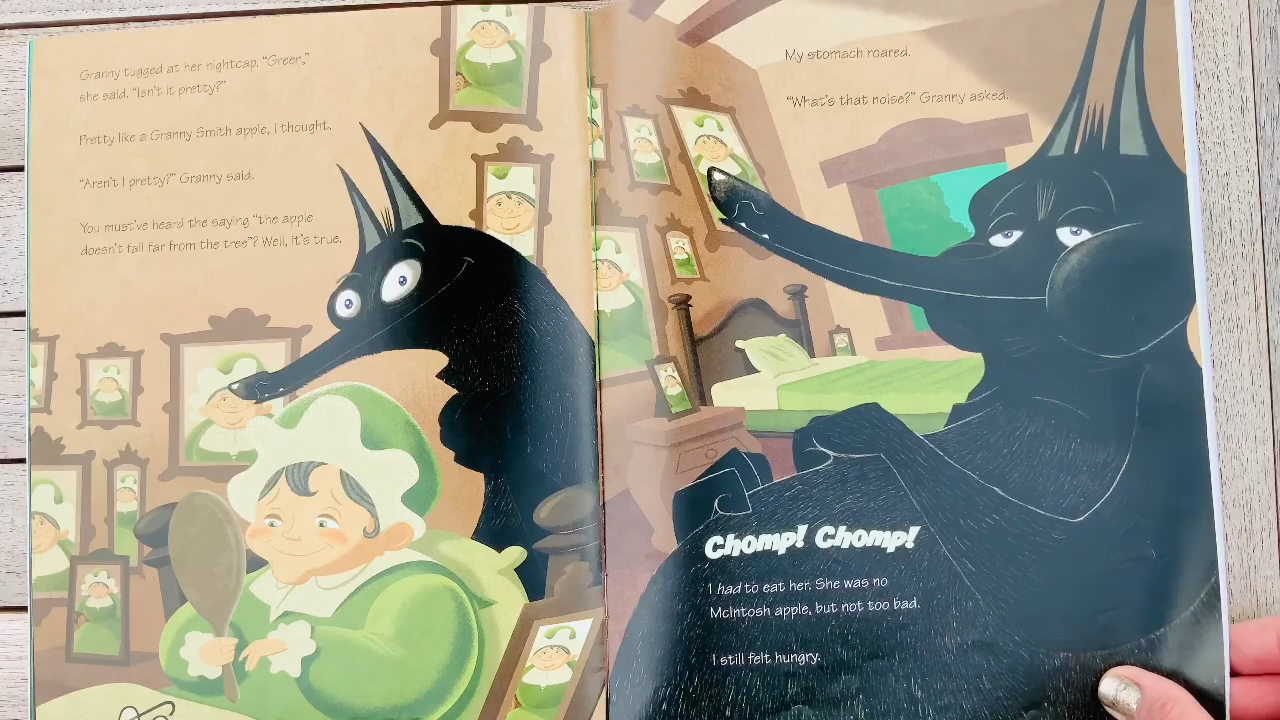 Granny tugged at her nightcap. "Green,"
she said. "Isn't it pretty?"
Pretty like a Granny Smith apple, I thought.
"Aren't I pretty?" Granny said.
You must've heard the saying "the apple
doesn't fall far from the tree"? Well, it's true.
My stomach roared.
"What's that noise?" Granny asked.
Chomp! Chomp!
I had to eat her. She was no
McIntosh apple, but not too bad.
I still felt hungry.